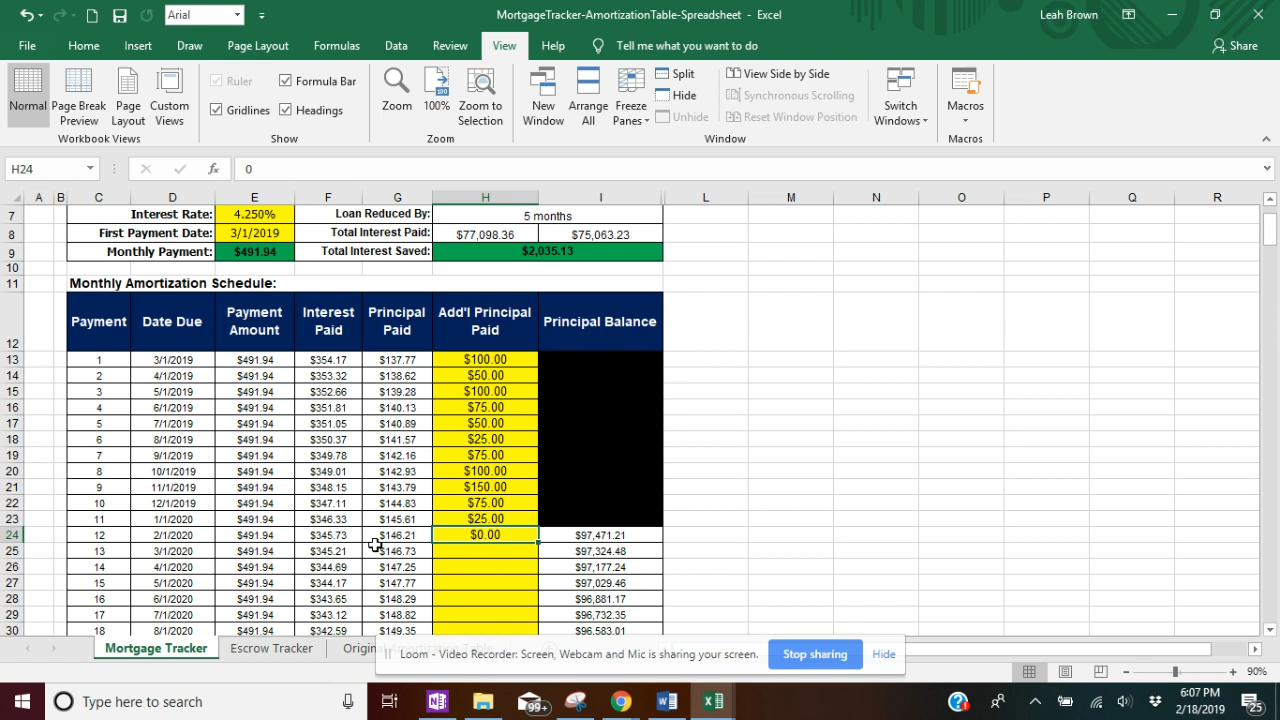 Arial
MortgageTracker-AmortizationTable-Spreadsheet - Excel
Leah Brown
File Home Insert Draw Page Layout Formulas Data Review View Help Tell me what you want to do Share
Normal
Page Break Preview
Page Layout
Custom Views
Workbook Views
Ruler
Formula Bar
Gridlines
Headings
Show
Zoom
100%
Zoom to Selection
Zoom
New Window
Arrange All
Freeze Panes
Split
Hide
Unhide
View Side by Side
Synchronous Scrolling
Reset Window Position
Window
Switch Windows
Macros
Macros
H24 fx 0
A B C D E F G H I L M N O P Q R
7 Interest Rate: 4.250% Loan Reduced By: 5 months
8 First Payment Date: 3/1/2019 Total Interest Paid: $77,098.36 $75,063.23
9 Monthly Payment: $491.94 Total Interest Saved: $2,035.13
10
11 Monthly Amortization Schedule:
12 Payment Date Due Payment Amount Interest Paid Principal Paid Add'l Principal Paid Principal Balance
13 1 3/1/2019 $491.94 $354.17 $137.77 $100.00
14 2 4/1/2019 $491.94 $353.32 $138.62 $50.00
15 3 5/1/2019 $491.94 $352.66 $139.28 $100.00
16 4 6/1/2019 $491.94 $351.81 $140.13 $75.00
17 5 7/1/2019 $491.94 $351.05 $140.89 $50.00
18 6 8/1/2019 $491.94 $350.37 $141.57 $25.00
19 7 9/1/2019 $491.94 $349.78 $142.16 $75.00
20 8 10/1/2019 $491.94 $349.01 $142.93 $100.00
21 9 11/1/2019 $491.94 $348.15 $143.79 $150.00
22 10 12/1/2019 $491.94 $347.11 $144.83 $75.00
23 11 1/1/2020 $491.94 $346.33 $145.61 $25.00
24 12 2/1/2020 $491.94 $345.73 $146.21 $0.00 $97,471.21
25 13 3/1/2020 $491.94 $345.21 $146.73 $97,324.48
26 14 4/1/2020 $491.94 $344.69 $147.25 $97,177.24
27 15 5/1/2020 $491.94 $344.17 $147.77 $97,029.46
28 16 6/1/2020 $491.94 $343.65 $148.29 $96,881.17
29 17 7/1/2020 $491.94 $343.12 $148.82 $96,732.35
30 18 8/1/2020 $491.94 $342.59 $149.35 $96,583.01
Mortgage Tracker Escrow Tracker
Loom - Video Recorder: Screen, Webcam and Mic is sharing your screen. Stop sharing Hide
90%
Type here to search
99+
6:07 PM
2/18/2019
25